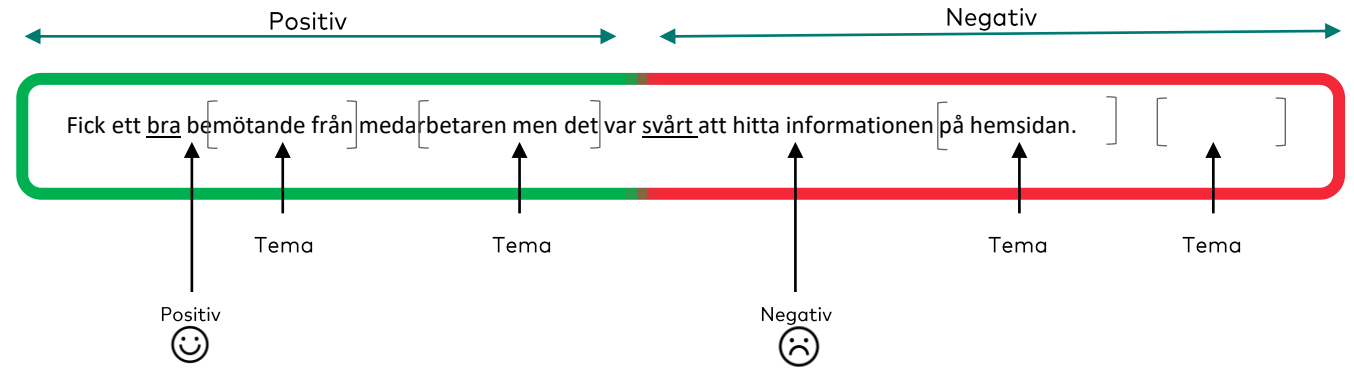 Positiv
Negativ
Fick ett bra bemötande från medarbetaren men det var svårt att hitta informationen på hemsidan.
Tema
Tema
Tema
Tema
Positiv
Negativ